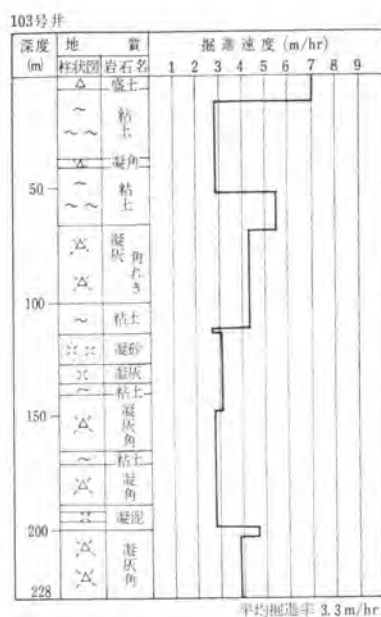 103号井
深度 地質 掘進速度 (m/hr)
(m) 柱状図 岩石名 1 2 3 4 5 6 7 8 9
盛土
粘土
凝角
50
粘土
凝灰角れき
100
粘土
凝砂
凝灰
粘土
150
凝灰角
粘土
凝角
凝泥
200
凝灰角
228
平均掘進率 3.3m/hr